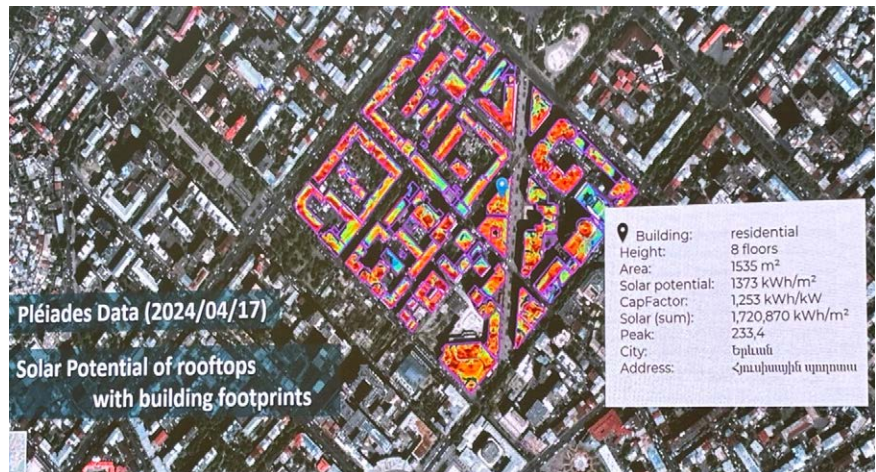 Pléiades Data (2024/04/17)
Solar Potential of rooftops
with building footprints
Building: residential
Height: 8 floors
Area: 1535 m²
Solar potential: 1373 kWh/m²
CapFactor: 1,253 kWh/kW
Solar (sum): 1,720,870 kWh/m²
Peak: 233,4
City: Երևան
Address: Հյուսիսային պողոտա